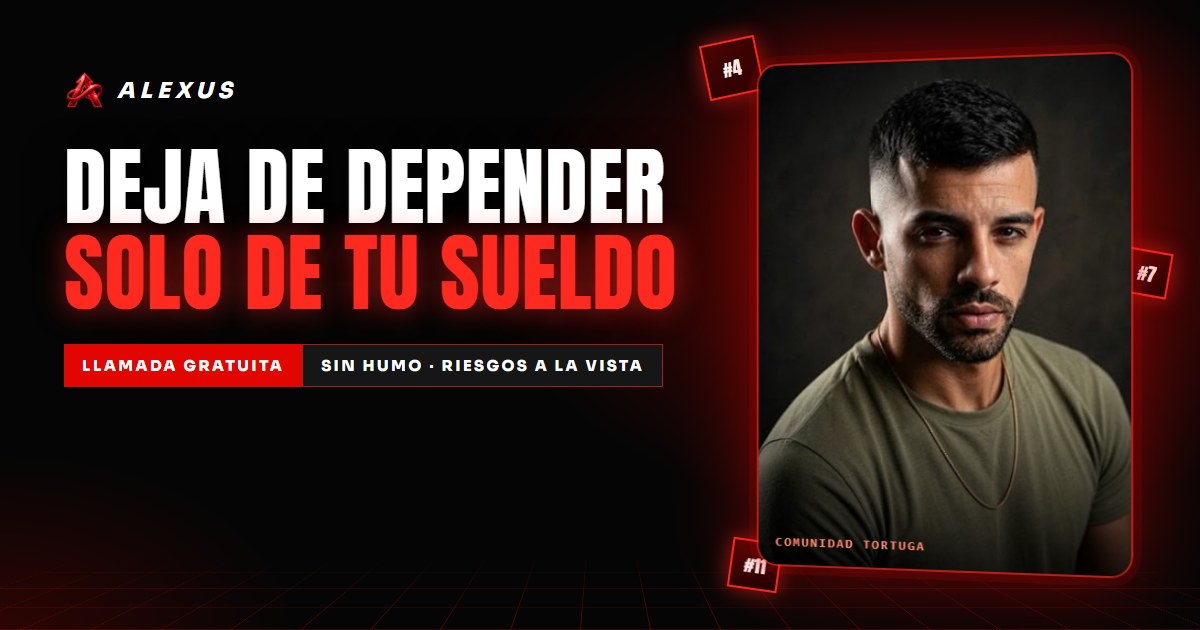 ALEXUS
DEJA DE DEPENDER
SOLO DE TU SUELDO
LLAMADA GRATUITA
SIN HUMO · RIESGOS A LA VISTA
#4
#7
COMUNIDAD TORTUGA
#11